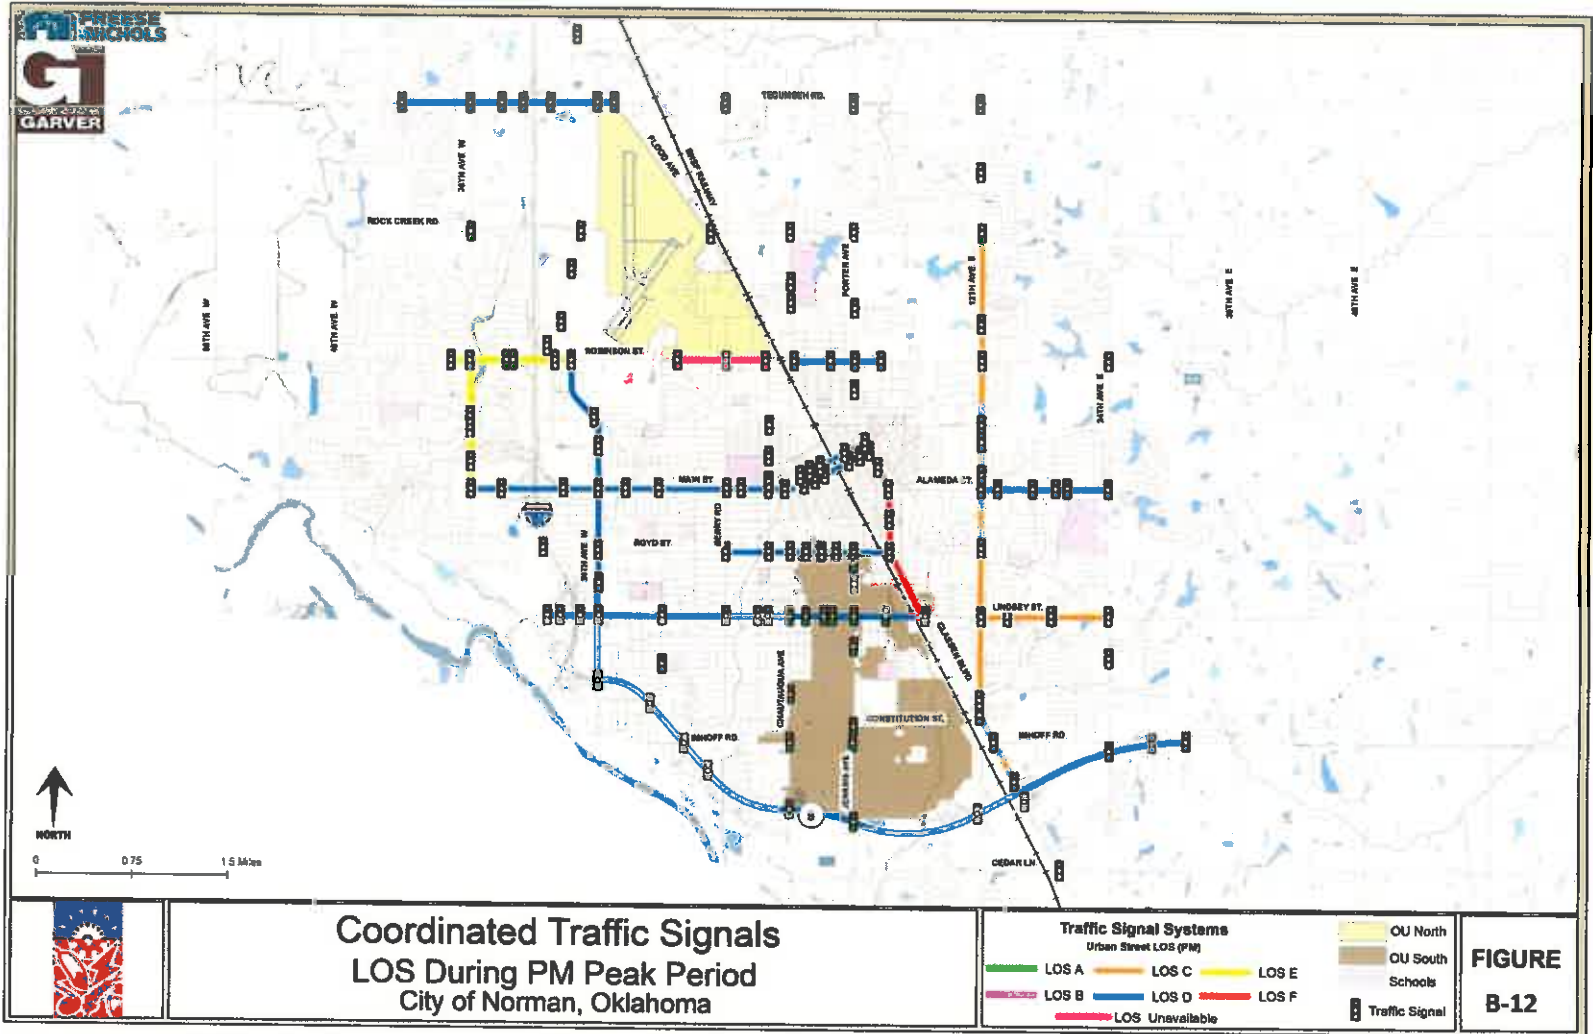 FREESE
NICHOLS
GARVER
TECUMSEH RD.
FLOOD AVE
BNSF RAILWAY
36TH AVE W
ROCK CREEK RD.
PORTER AVE
12TH AVE. E
48TH AVE W
36TH AVE E
48TH AVE E
ROBINSON ST.
24TH AVE E
MAIN ST
ALAMEDA ST.
BERRY RD
BOYD ST.
LINDSEY ST.
CLASSEN BLVD.
CHAUTAUQUA AVE
CONSTITUTION ST.
IMHOFF RD.
IMHOFF RD.
JENKINS AVE
CEDAR LN
NORTH
0 0.75 1.5 Miles
Coordinated Traffic Signals
LOS During PM Peak Period
City of Norman, Oklahoma
Traffic Signal Systems
Urban Street LOS (PM)
LOS A LOS C LOS E
LOS B LOS D LOS F
LOS Unavailable
OU North
OU South
Schools
Traffic Signal
FIGURE
B-12